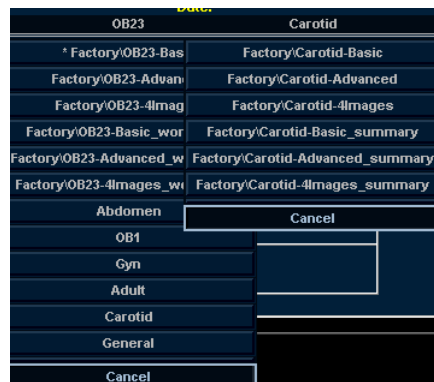 Date:
OB23
Carotid
* Factory\OB23-Bas
Factory\Carotid-Basic
Factory\OB23-Advan
Factory\Carotid-Advanced
Factory\OB23-4Imag
Factory\Carotid-4Images
Factory\OB23-Basic_wor
Factory\Carotid-Basic_summary
Factory\OB23-Advanced_w
Factory\Carotid-Advanced_summary
Factory\OB23-4Images_w
Factory\Carotid-4Images_summary
Abdomen
Cancel
OB1
Gyn
Adult
Carotid
General
Cancel